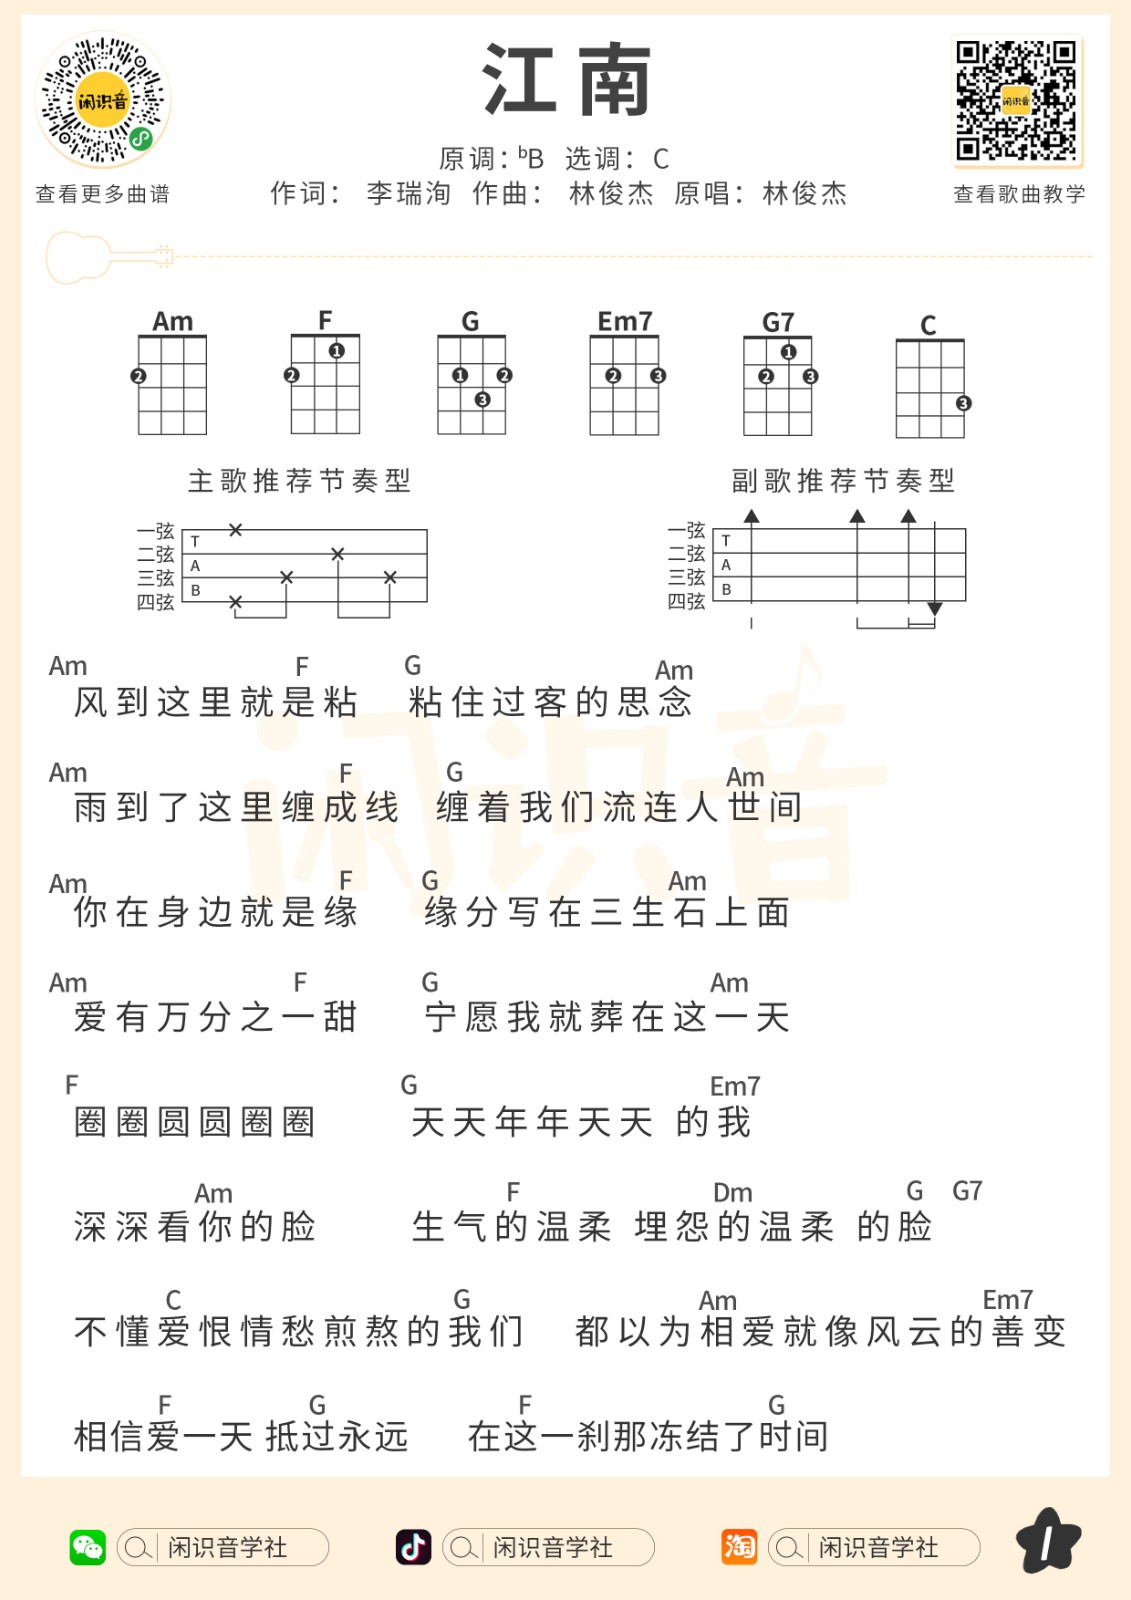 闲识音
查看更多曲谱
江南
原调：ᵇB 选调：C
作词： 李瑞洵 作曲： 林俊杰 原唱：林俊杰
闲识音
查看歌曲教学
Am F G Em7 G7 C
2
2 1
1 2 3
2 3
2 1 3
3
主歌推荐节奏型
一弦
二弦
三弦
四弦
T
A
B
副歌推荐节奏型
一弦
二弦
三弦
四弦
T
A
B
Am F G Am
风到这里就是粘 粘住过客的思念
Am F G Am
雨到了这里缠成线 缠着我们流连人世间
Am F G Am
你在身边就是缘 缘分写在三生石上面
Am F G Am
爱有万分之一甜 宁愿我就葬在这一天
F G Em7
圈圈圆圆圈圈 天天年年天天 的我
Am F Dm G G7
深深看你的脸 生气的温柔 埋怨的温柔 的脸
C G Am Em7
不懂爱恨情愁煎熬的我们 都以为相爱就像风云的善变
F G F G
相信爱一天 抵过永远 在这一刹那冻结了时间
闲识音
闲识音学社
闲识音学社
淘
闲识音学社
1